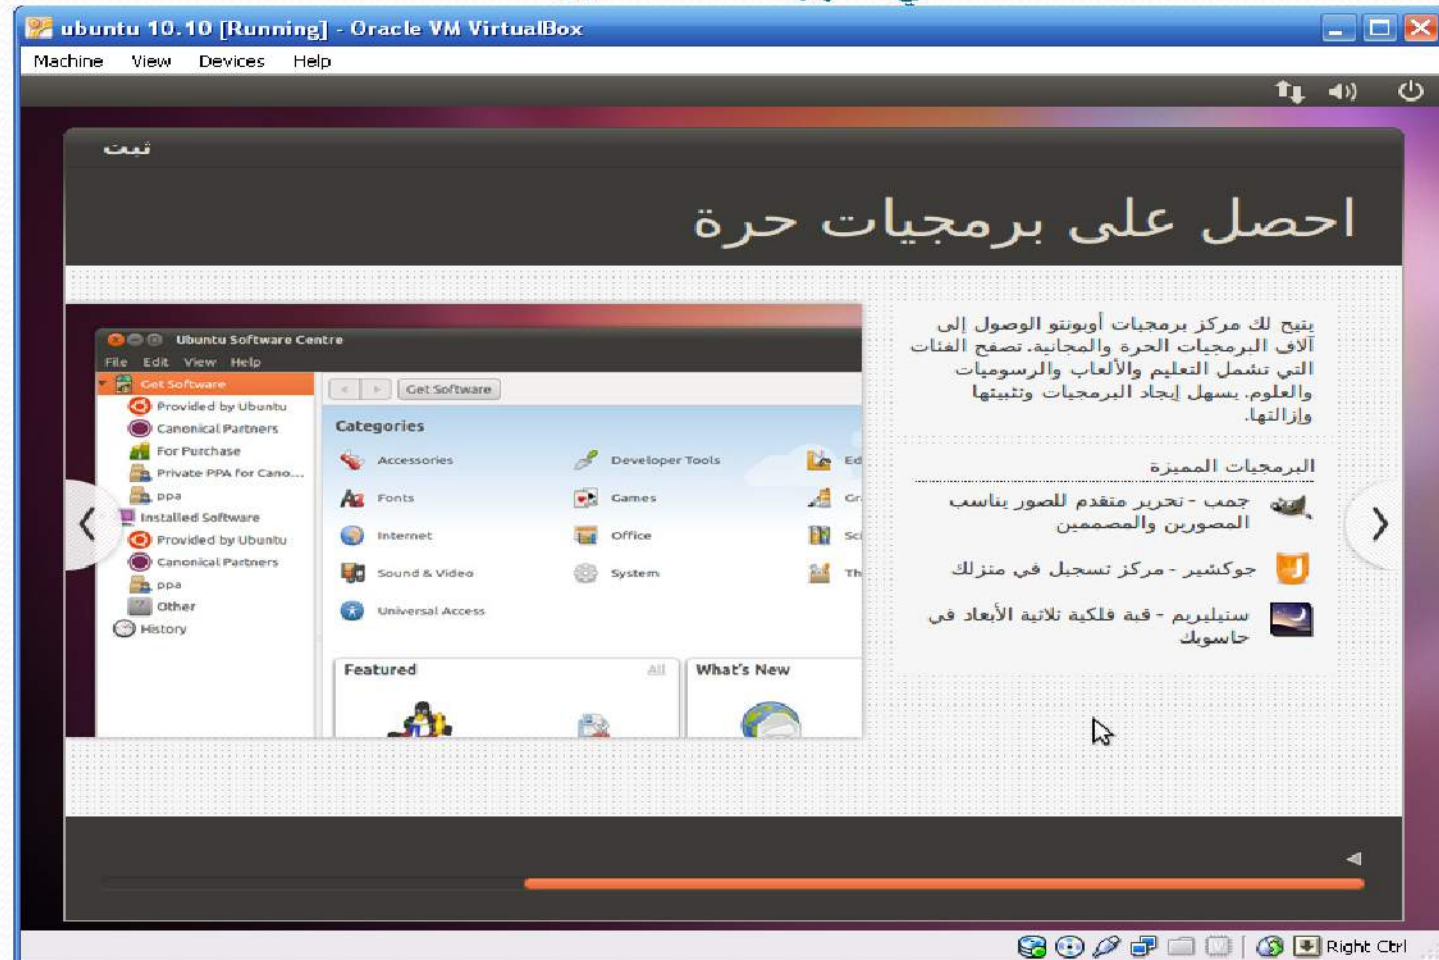 ubuntu 10.10 [Running] - Oracle VM VirtualBox
Machine View Devices Help
ثبت
احصل على برمجيات حرة
يتيح لك مركز برمجيات أوبونتو الوصول إلى
آلاف البرمجيات الحرة والمجانية. تصفح الفئات
التي تشمل التعليم والألعاب والرسوميات
والعلوم. يسهل إيجاد البرمجيات وتثبيتها
وإزالتها.
البرمجيات المميزة
جمب - تحرير متقدم للصور يناسب
المصورين والمصممين
جوكشير - مركز تسجيل في منزلك
ستيليريم - قبة فلكية ثلاثية الأبعاد في
حاسوبك
Ubuntu Software Centre
File Edit View Help
Get Software
Provided by Ubuntu
Canonical Partners
For Purchase
Private PPA for Cano...
ppa
Installed Software
Provided by Ubuntu
Canonical Partners
ppa
Other
History
Get Software
Categories
Accessories Developer Tools Ed
Fonts Games Gr
Internet Office Sci
Sound & Video System Th
Universal Access
Featured All What's New
Right Ctrl